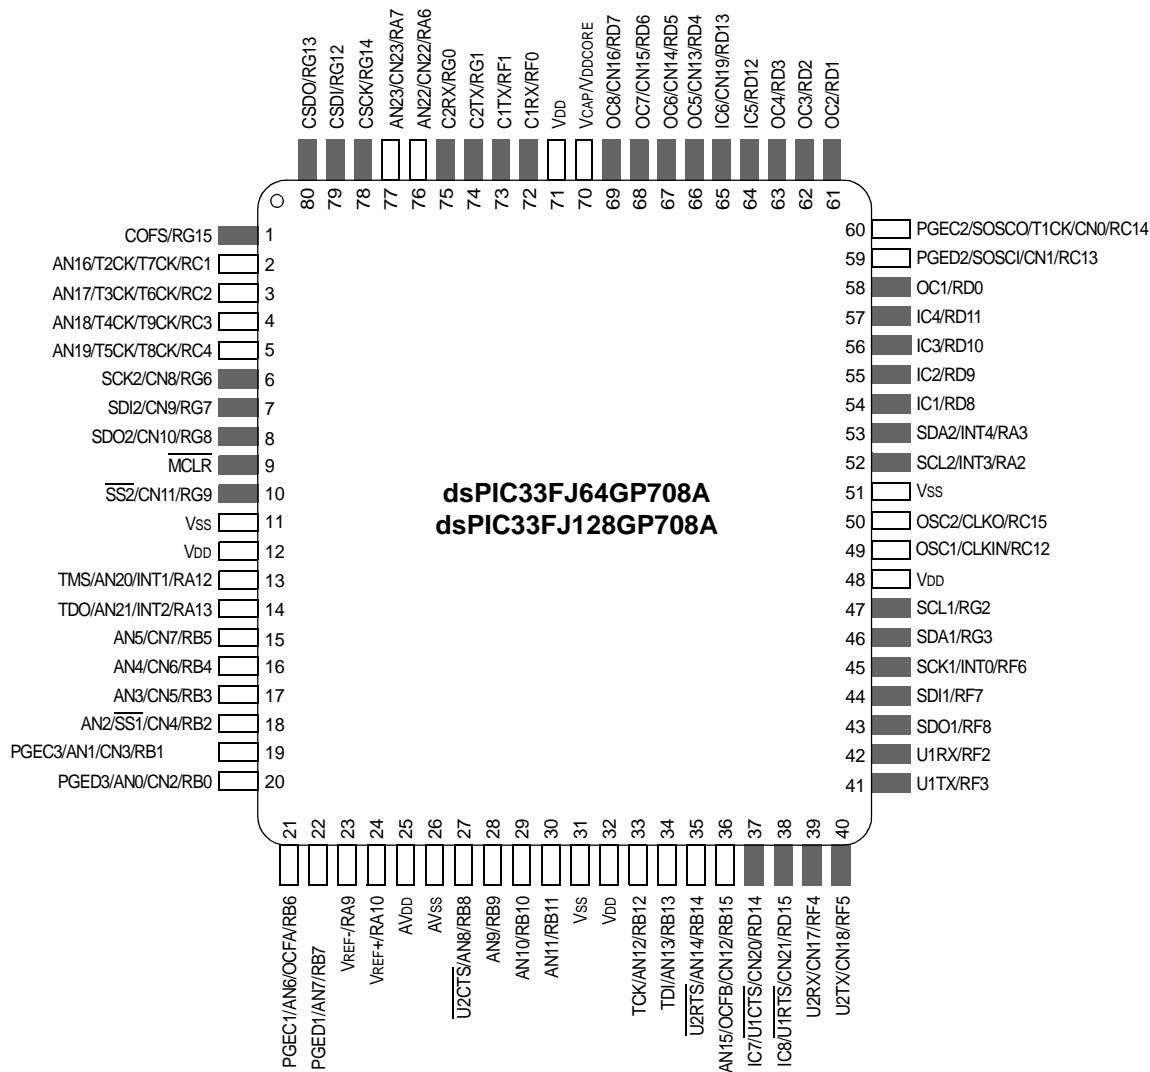 CSDO/RG13
CSDI/RG12
CSCK/RG14
AN23/CN23/RA7
AN22/CN22/RA6
C2RX/RG0
C2TX/RG1
C1TX/RF1
C1RX/RF0
VDD
VCAP/VDDCORE
OC8/CN16/RD7
OC7/CN15/RD6
OC6/CN14/RD5
OC5/CN13/RD4
IC6/CN19/RD13
IC5/RD12
OC4/RD3
OC3/RD2
OC2/RD1
80 79 78 77 76 75 74 73 72 71 70 69 68 67 66 65 64 63 62 61
COFS/RG15 1
AN16/T2CK/T7CK/RC1 2
AN17/T3CK/T6CK/RC2 3
AN18/T4CK/T9CK/RC3 4
AN19/T5CK/T8CK/RC4 5
SCK2/CN8/RG6 6
SDI2/CN9/RG7 7
SDO2/CN10/RG8 8
MCLR 9
SS2/CN11/RG9 10
VSS 11
VDD 12
TMS/AN20/INT1/RA12 13
TDO/AN21/INT2/RA13 14
AN5/CN7/RB5 15
AN4/CN6/RB4 16
AN3/CN5/RB3 17
AN2/SS1/CN4/RB2 18
PGEC3/AN1/CN3/RB1 19
PGED3/AN0/CN2/RB0 20
dsPIC33FJ64GP708A
dsPIC33FJ128GP708A
60 PGEC2/SOSCO/T1CK/CN0/RC14
59 PGED2/SOSCI/CN1/RC13
58 OC1/RD0
57 IC4/RD11
56 IC3/RD10
55 IC2/RD9
54 IC1/RD8
53 SDA2/INT4/RA3
52 SCL2/INT3/RA2
51 VSS
50 OSC2/CLKO/RC15
49 OSC1/CLKIN/RC12
48 VDD
47 SCL1/RG2
46 SDA1/RG3
45 SCK1/INT0/RF6
44 SDI1/RF7
43 SDO1/RF8
42 U1RX/RF2
41 U1TX/RF3
21 22 23 24 25 26 27 28 29 30 31 32 33 34 35 36 37 38 39 40
PGEC1/AN6/OCFA/RB6
PGED1/AN7/RB7
VREF-/RA9
VREF+/RA10
AVDD
AVSS
U2CTS/AN8/RB8
AN9/RB9
AN10/RB10
AN11/RB11
VSS
VDD
TCK/AN12/RB12
TDI/AN13/RB13
U2RTS/AN14/RB14
AN15/OCFB/CN12/RB15
IC7/U1CTS/CN20/RD14
IC8/U1RTS/CN21/RD15
U2RX/CN17/RF4
U2TX/CN18/RF5